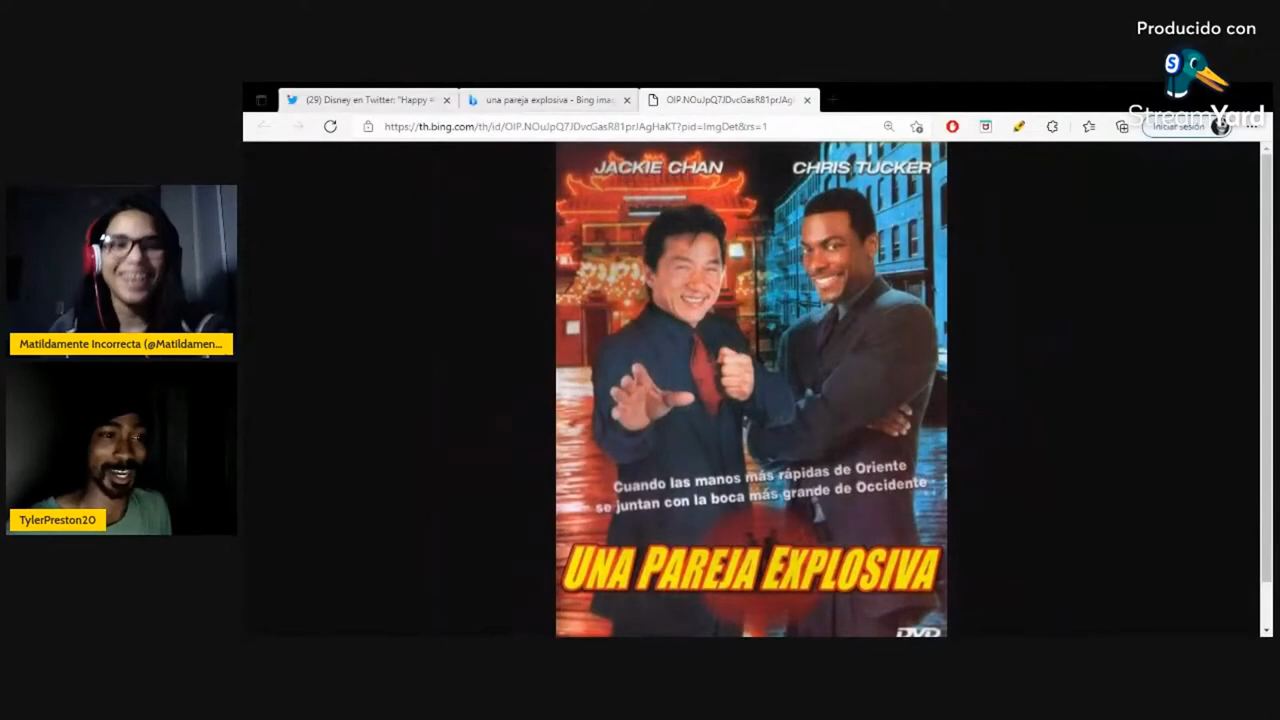 Producido con
StreamYard
(29) Disney en Twitter: "Happy
una pareja explosiva - Bing ima
OIP.NOuJpQ7JDvcGasR81prJAgH
https://th.bing.com/th/id/OIP.NOuJpQ7JDvcGasR81prJAgHaKT?pid=ImgDet&rs=1
Iniciar sesión
JACKIE CHAN
CHRIS TUCKER
Cuando las manos más rápidas de Oriente
se juntan con la boca más grande de Occidente
UNA PAREJA EXPLOSIVA
DVD
Matildamente Incorrecta (@Matildamen...
TylerPreston20